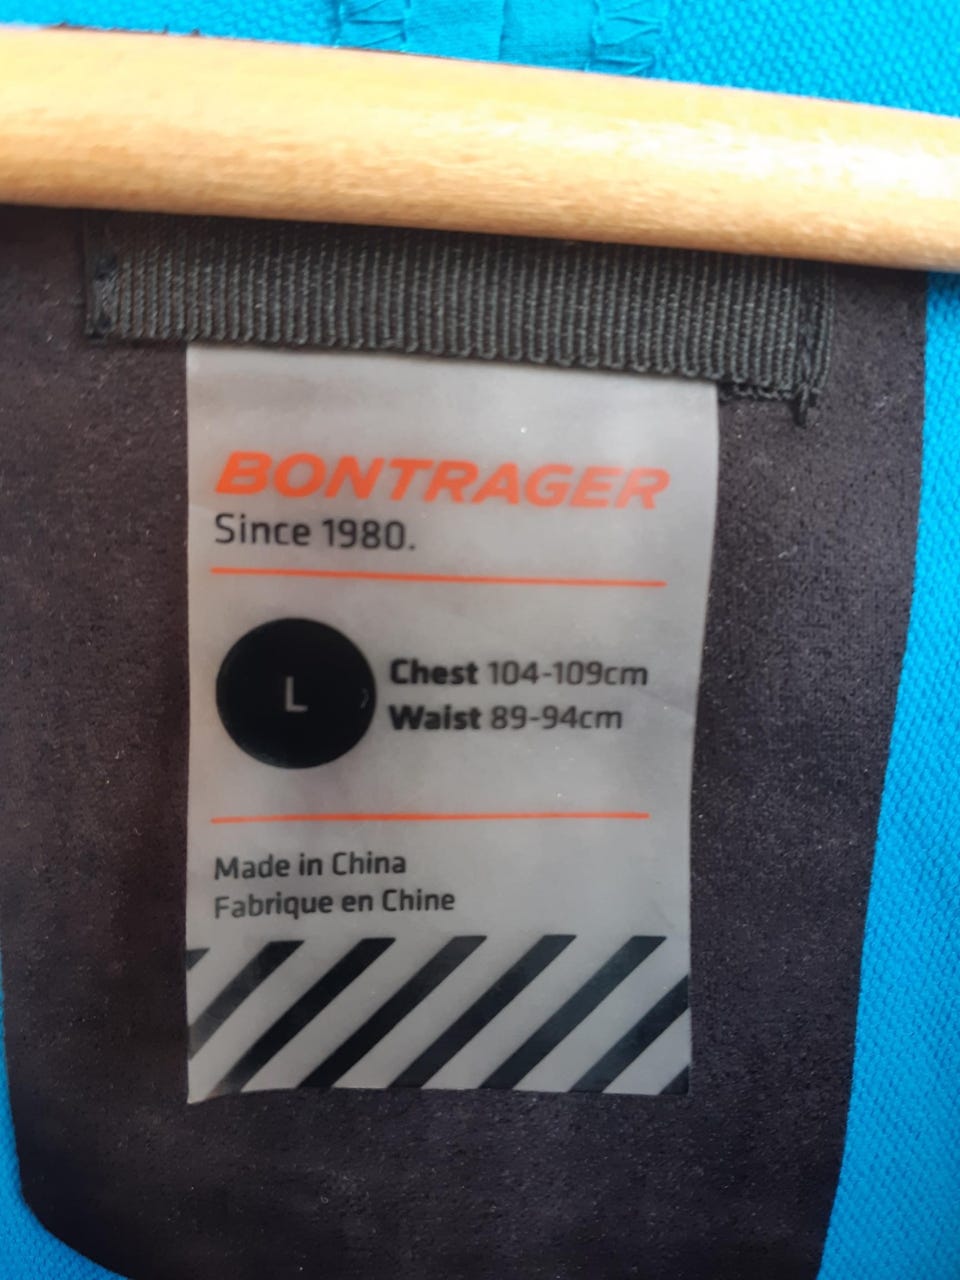 BONTRAGER
Since 1980.
L
Chest 104-109cm
Waist 89-94cm
Made in China
Fabrique en Chine